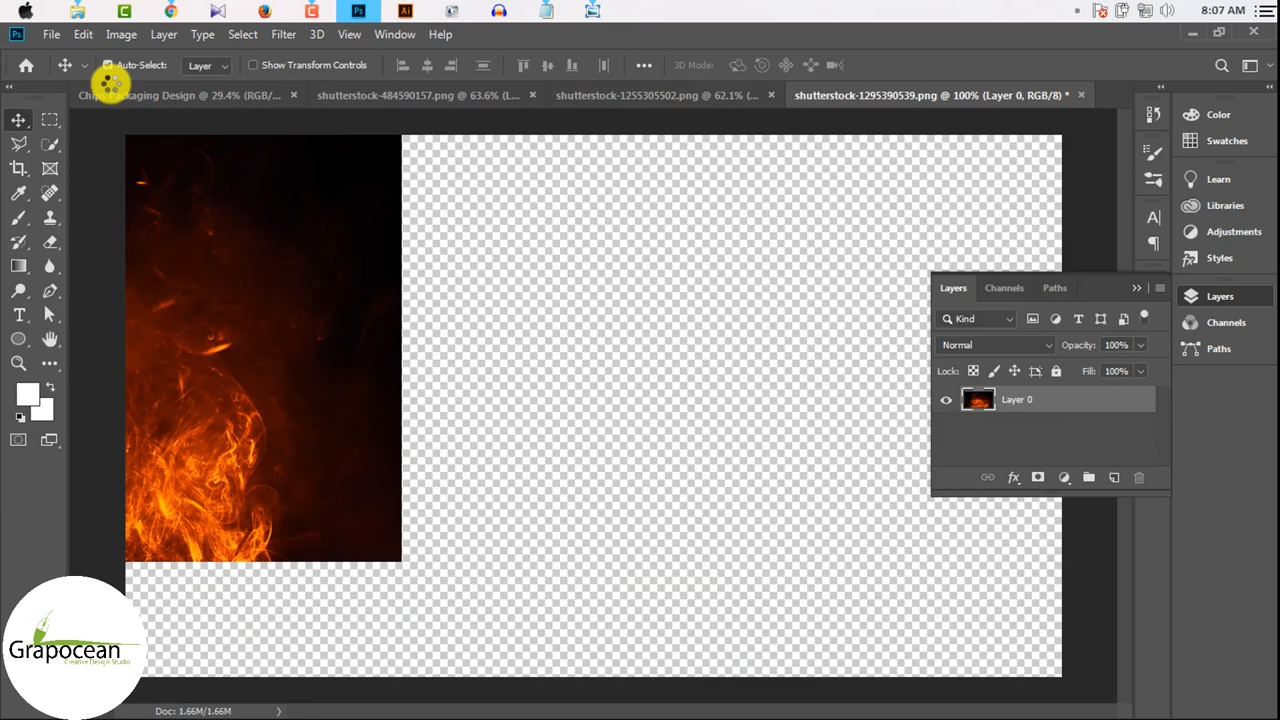 8:07 AM
Ps File Edit Image Layer Type Select Filter 3D View Window Help
Auto-Select: Layer Show Transform Controls 3D Mode:
Packaging Design @ 29.4% (RGB/... shutterstock-484590157.png @ 63.6% (L... shutterstock-1255305502.png @ 62.1% (... shutterstock-1295390539.png @ 100% (Layer 0, RGB/8) *
Color
Swatches
Learn
Libraries
Adjustments
Styles
Layers
Channels
Paths
Layers Channels Paths
Kind
Normal Opacity: 100%
Lock: Fill: 100%
Layer 0
fx
Grapocean
Creative Design Studio
Doc: 1.66M/1.66M